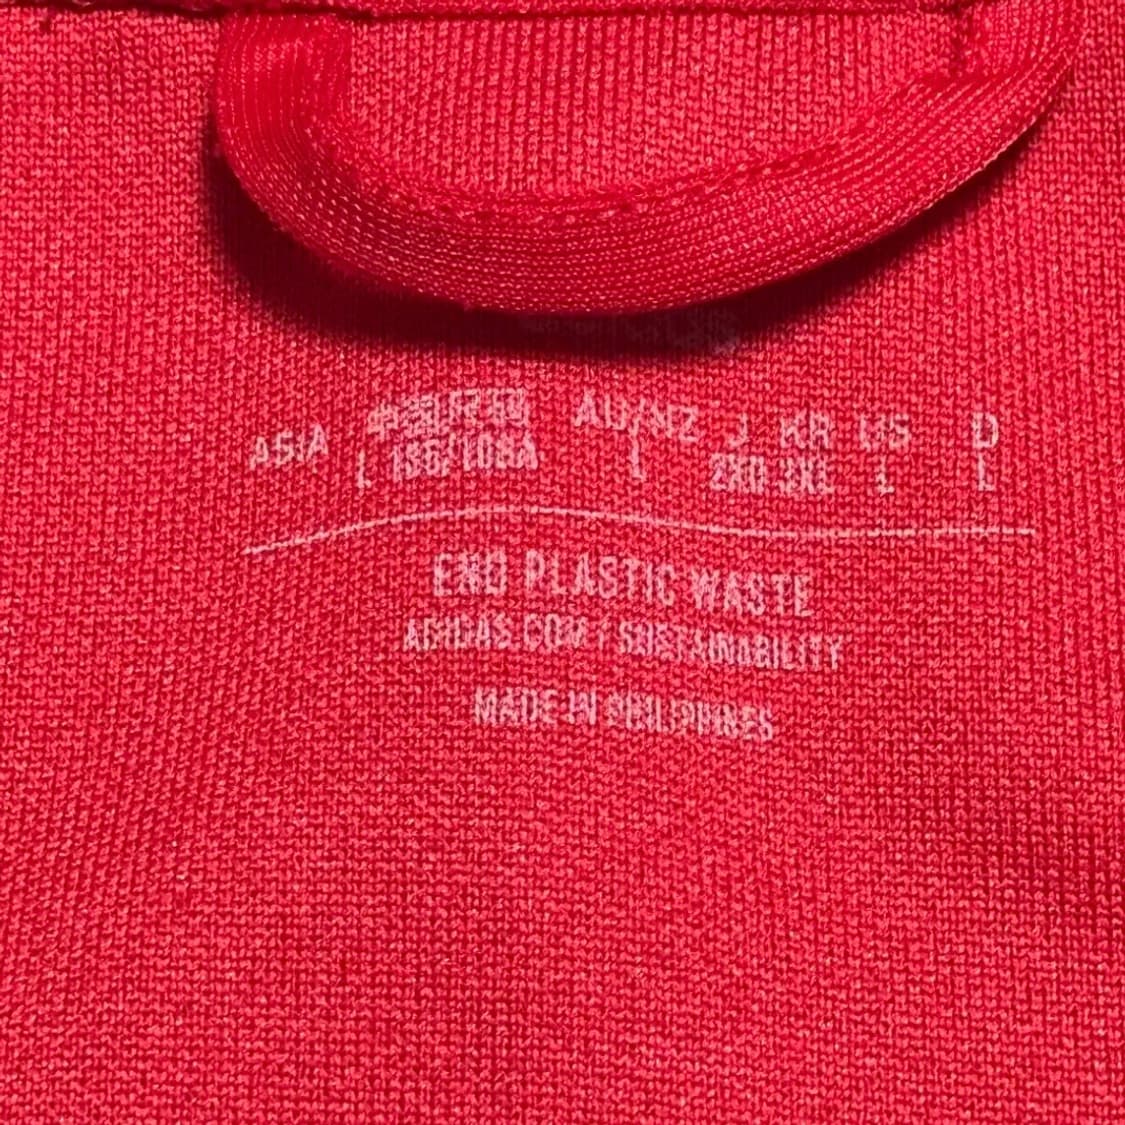 ASIA AU/NZ J KR US D
L L 2XO 3XL L L
END PLASTIC WASTE
ADIDAS.COM / SUSTAINABILITY
MADE IN PHILIPPINES